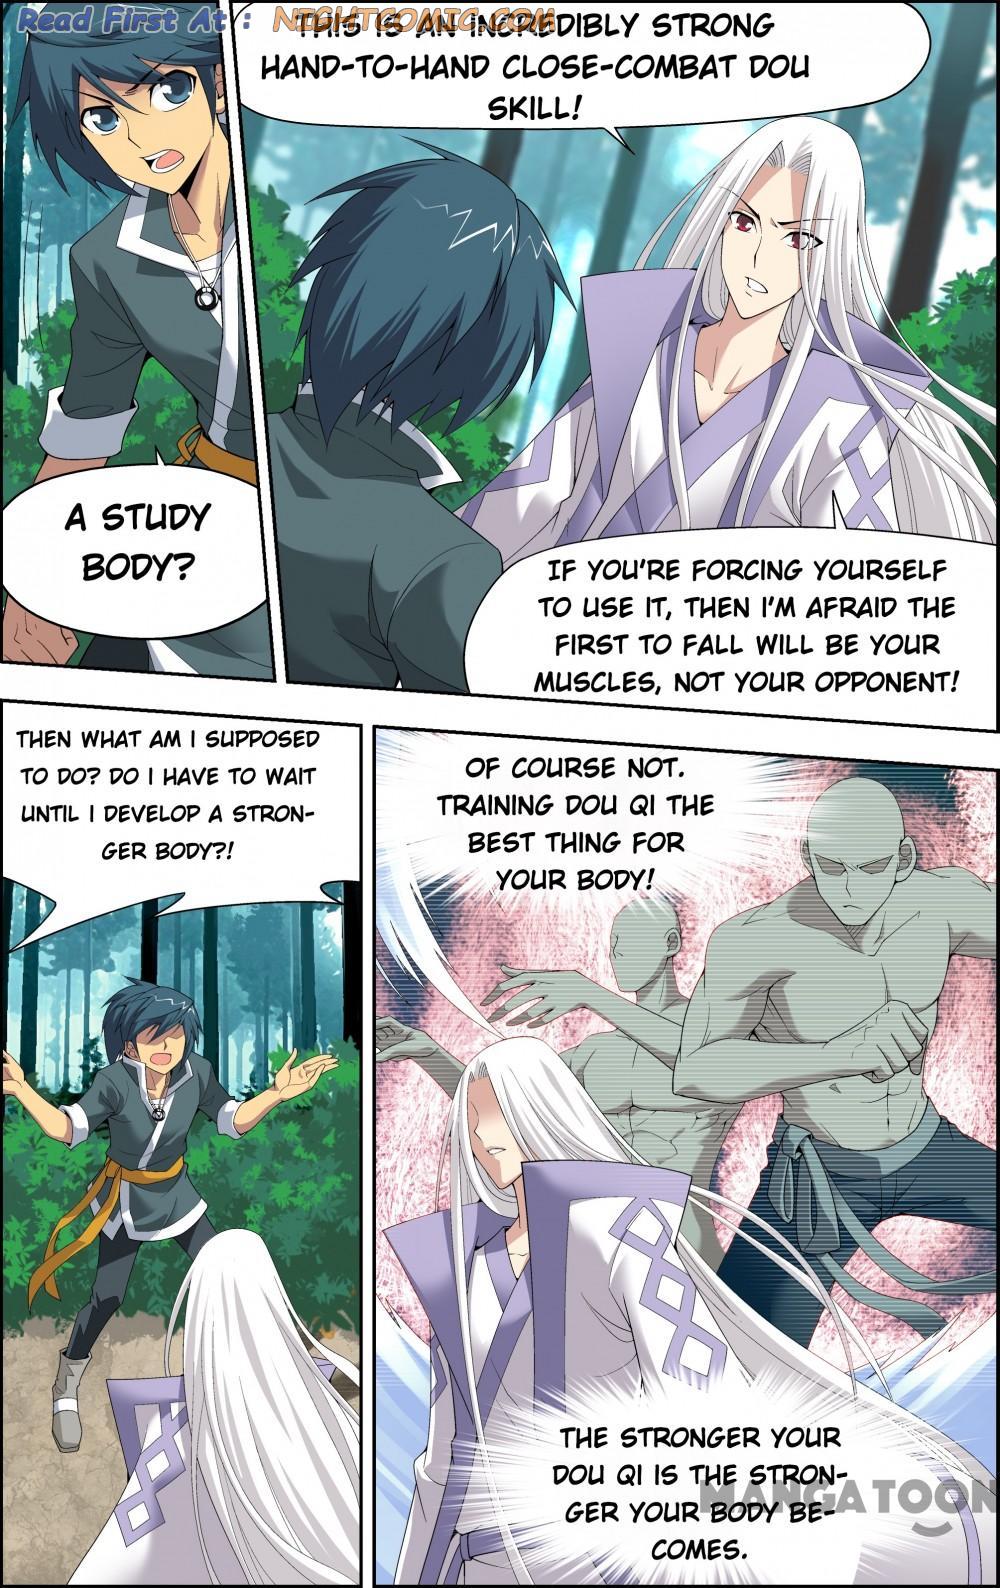 Read First At : NIGHTCOMIC.COM
THIS IS AN INCREDIBLY STRONG
HAND-TO-HAND CLOSE-COMBAT DOU
SKILL!
A STUDY
BODY?
IF YOU'RE FORCING YOURSELF
TO USE IT, THEN I'M AFRAID THE
FIRST TO FALL WILL BE YOUR
MUSCLES, NOT YOUR OPPONENT!
THEN WHAT AM I SUPPOSED
TO DO? DO I HAVE TO WAIT
UNTIL I DEVELOP A STRON-
GER BODY?!
OF COURSE NOT.
TRAINING DOU QI THE
BEST THING FOR
YOUR BODY!
THE STRONGER YOUR
DOU QI IS THE STRON-
GER YOUR BODY BE-
COMES.
MANGA TOON